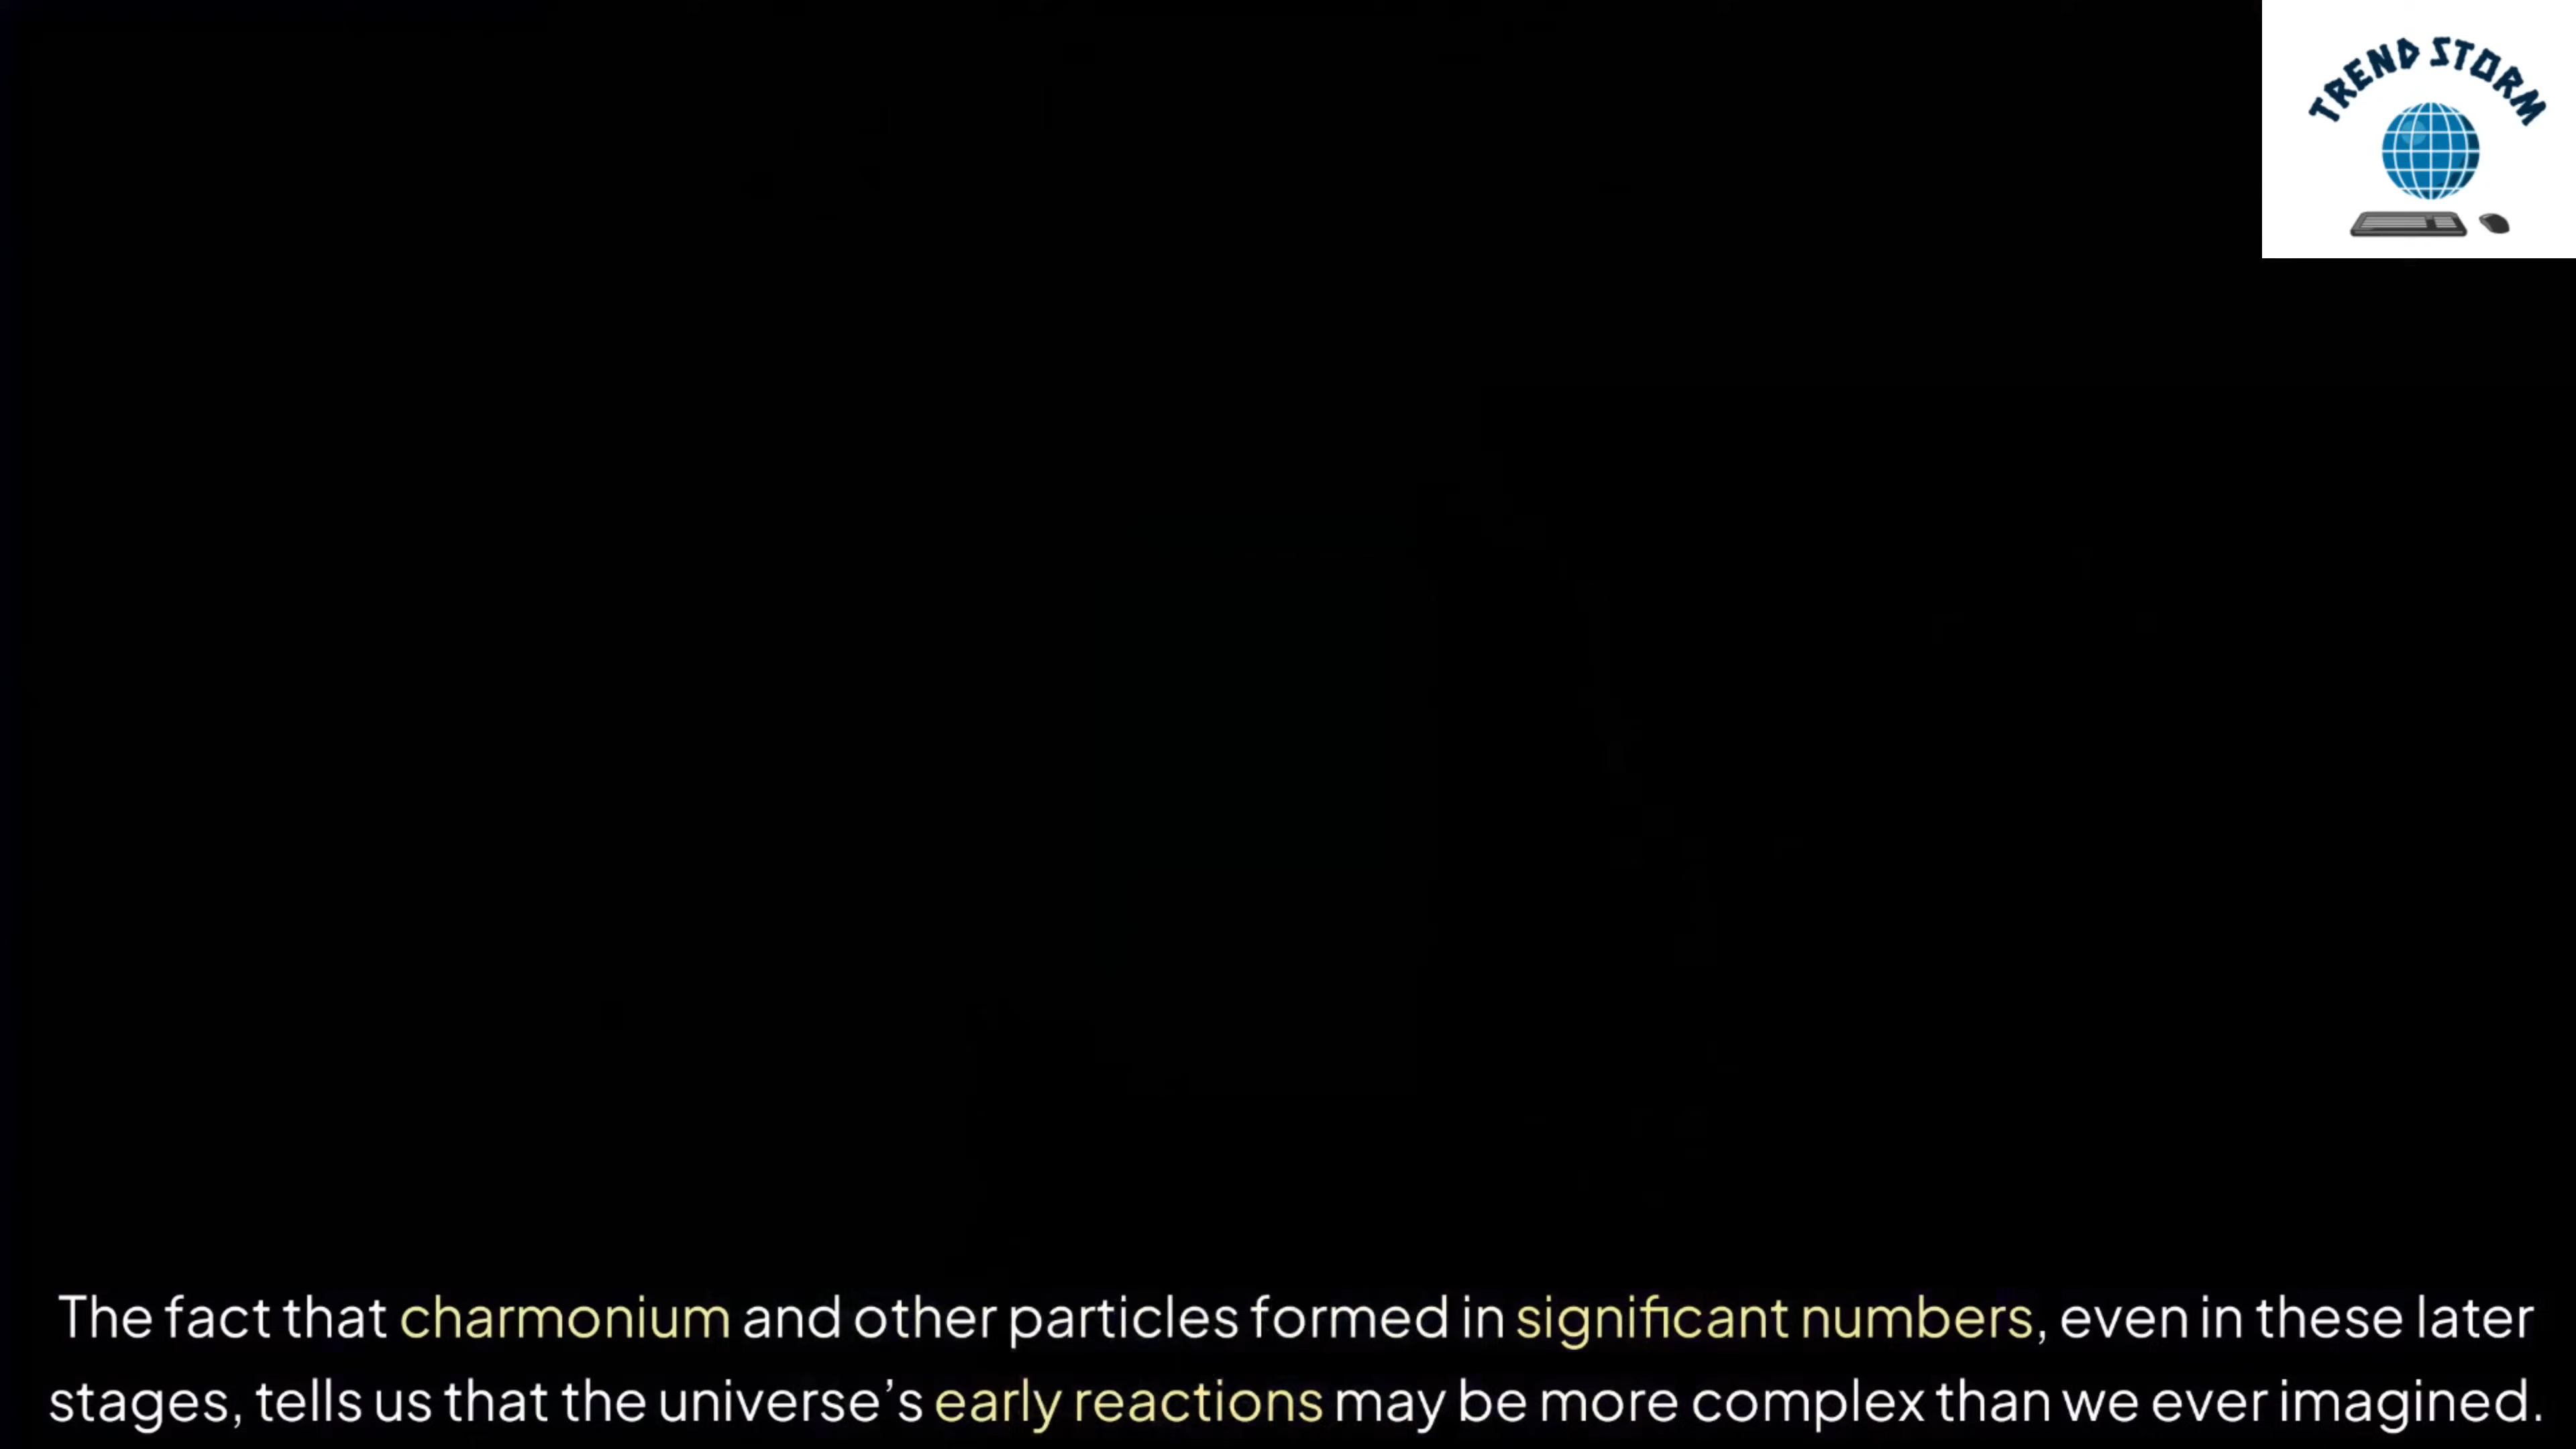 TREND STORM
The fact that charmonium and other particles formed in significant numbers, even in these later
stages, tells us that the universe’s early reactions may be more complex than we ever imagined.